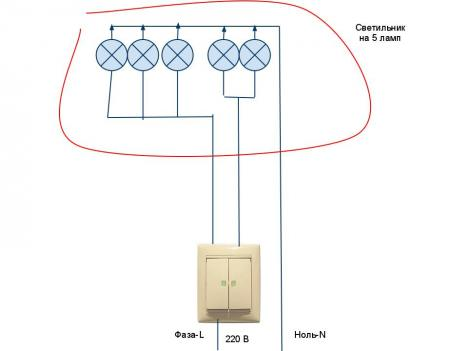 Светильник
на 5 ламп
Фаза-L
220 В
Ноль-N